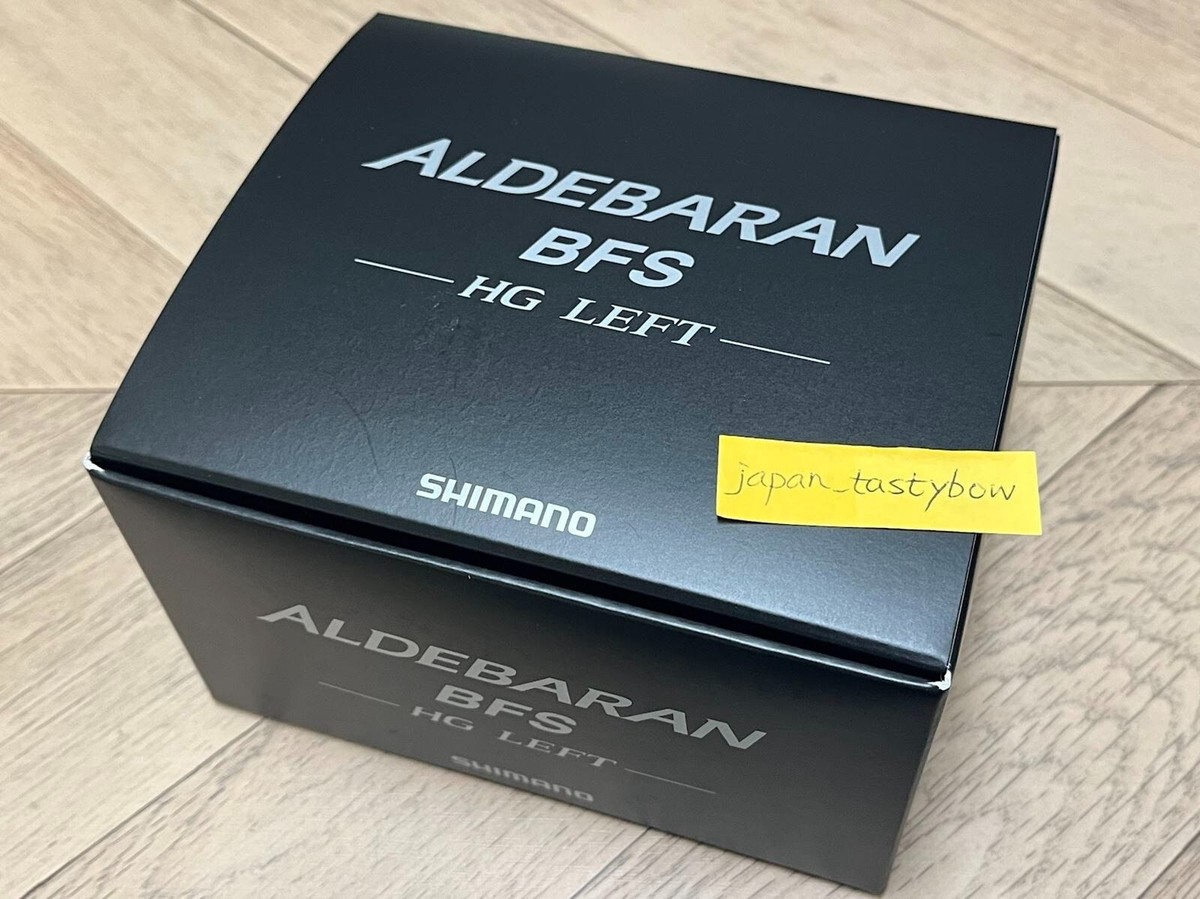 ALDEBARAN
BFS
HG LEFT
SHIMANO
japan_tastybow
ALDEBARAN
BFS
HG LEFT
SHIMANO